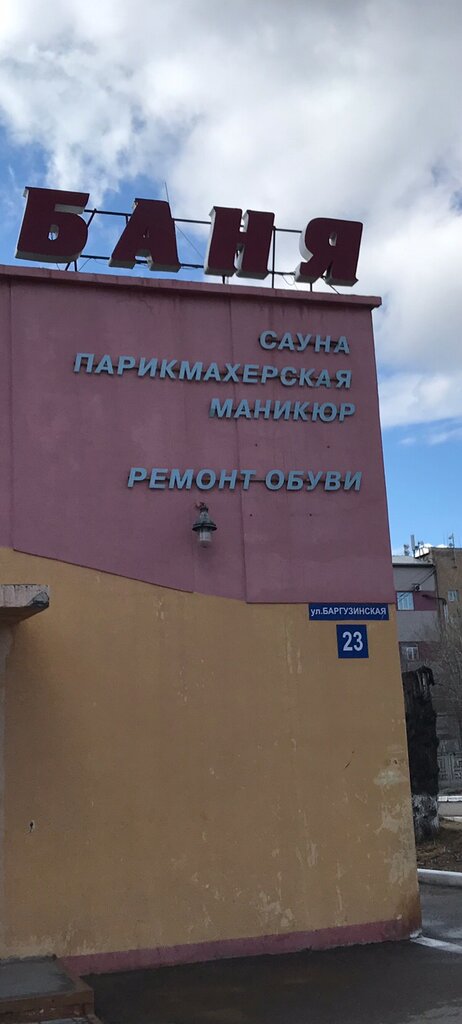 БАНЯ
САУНА
ПАРИКМАХЕРСКАЯ
МАНИКЮР
РЕМОНТ ОБУВИ
ул.БАРГУЗИНСКАЯ
23